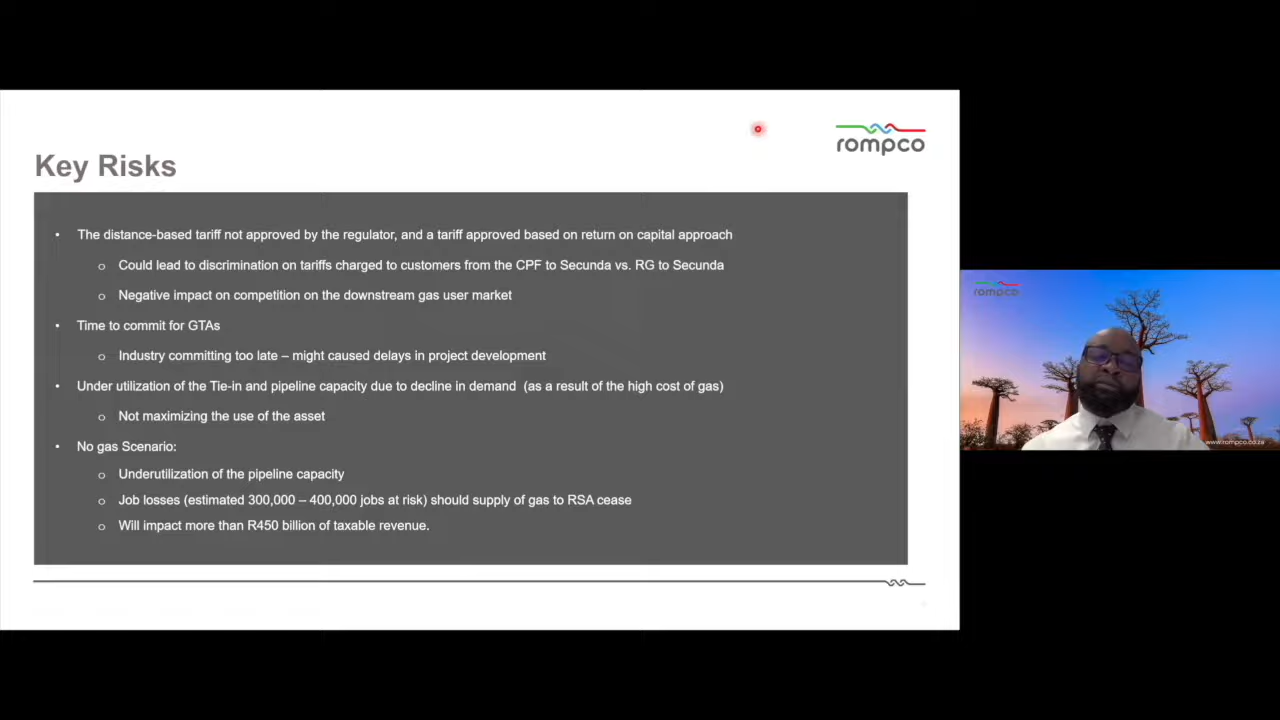 rompco
Key Risks
• The distance-based tariff not approved by the regulator, and a tariff approved based on return on capital approach
o Could lead to discrimination on tariffs charged to customers from the CPF to Secunda vs. RG to Secunda
o Negative impact on competition on the downstream gas user market
• Time to commit for GTAs
o Industry committing too late – might caused delays in project development
• Under utilization of the Tie-in and pipeline capacity due to decline in demand (as a result of the high cost of gas)
o Not maximizing the use of the asset
• No gas Scenario:
o Underutilization of the pipeline capacity
o Job losses (estimated 300,000 – 400,000 jobs at risk) should supply of gas to RSA cease
o Will impact more than R450 billion of taxable revenue.
rompco
www.rompco.co.za